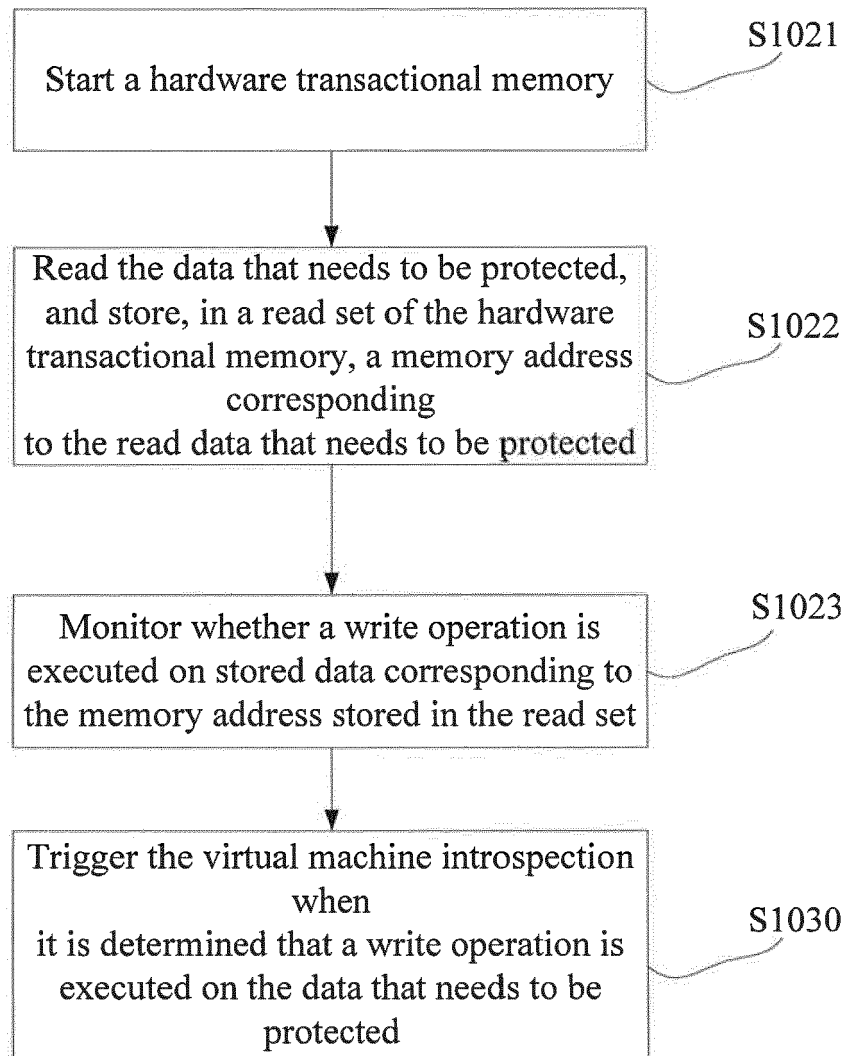 S1021
Start a hardware transactional memory
Read the data that needs to be protected,
and store, in a read set of the hardware
transactional memory, a memory address
corresponding
to the read data that needs to be protected
S1022
Monitor whether a write operation is
executed on stored data corresponding to
the memory address stored in the read set
S1023
Trigger the virtual machine introspection
when
it is determined that a write operation is
executed on the data that needs to be
protected
S1030